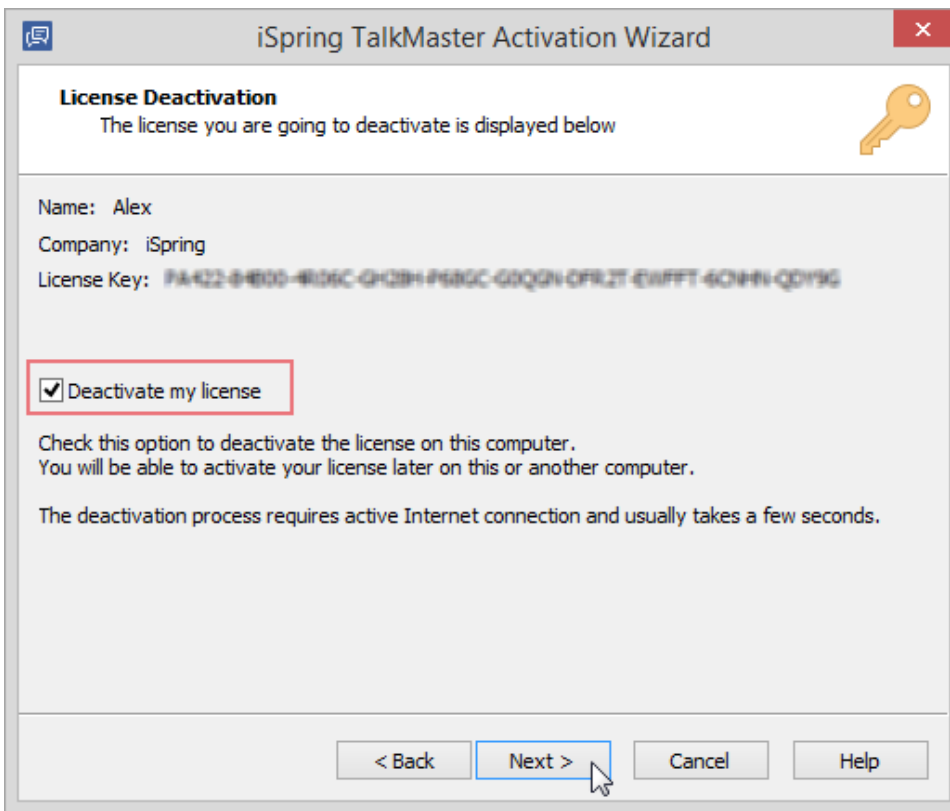 iSpring TalkMaster Activation Wizard
License Deactivation
The license you are going to deactivate is displayed below
Name: Alex
Company: iSpring
License Key:
Deactivate my license
Check this option to deactivate the license on this computer.
You will be able to activate your license later on this or another computer.
The deactivation process requires active Internet connection and usually takes a few seconds.
< Back Next > Cancel Help